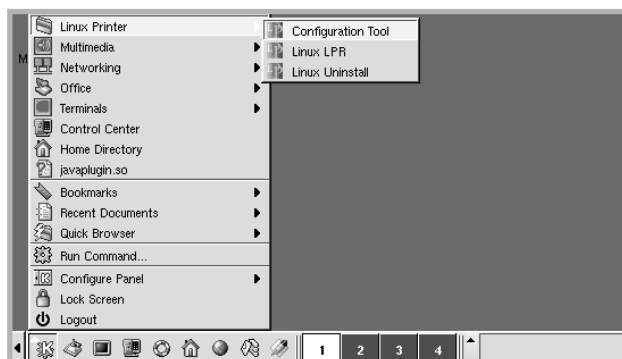 Linux Printer
Configuration Tool
Multimedia
Linux LPR
M
Networking
Linux Uninstall
Office
Terminals
Control Center
Home Directory
javaplugin.so
Bookmarks
Recent Documents
Quick Browser
Run Command...
Configure Panel
Lock Screen
Logout
1 2 3 4